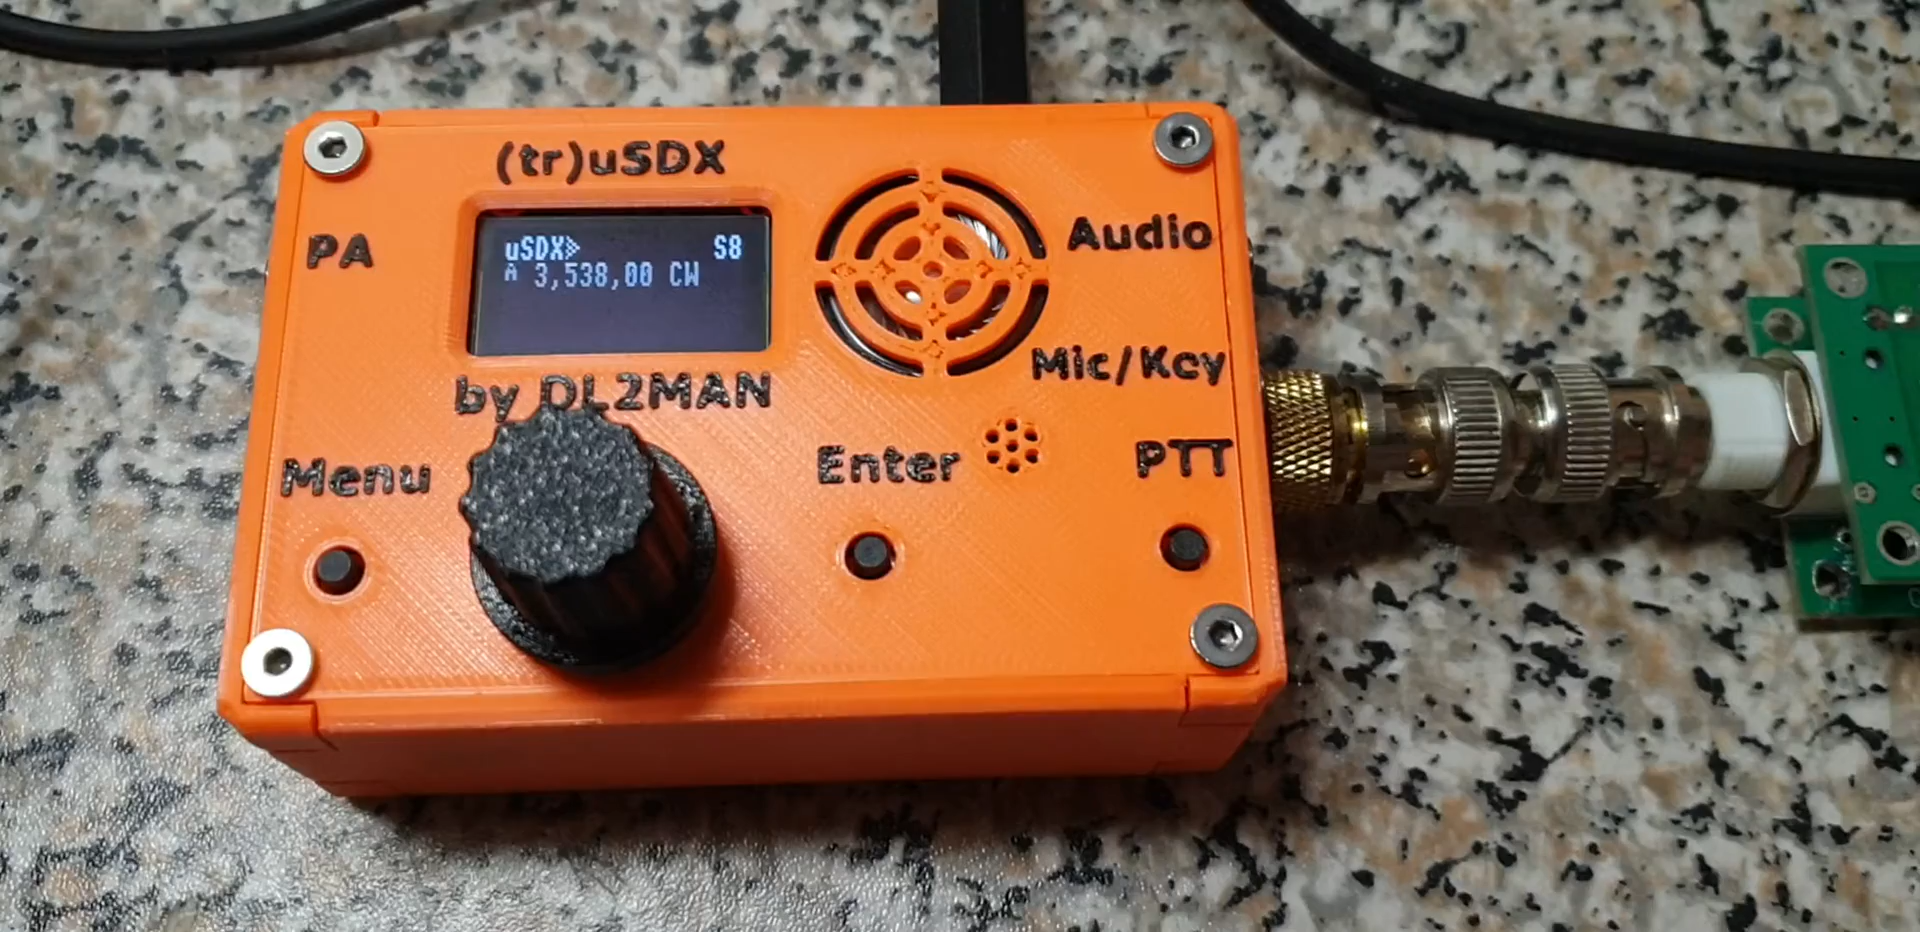 (tr)uSDX
PA
uSDX S8
A 3,538,00 CW
Audio
by DL2MAN
Mic/Key
Menu
Enter
PTT